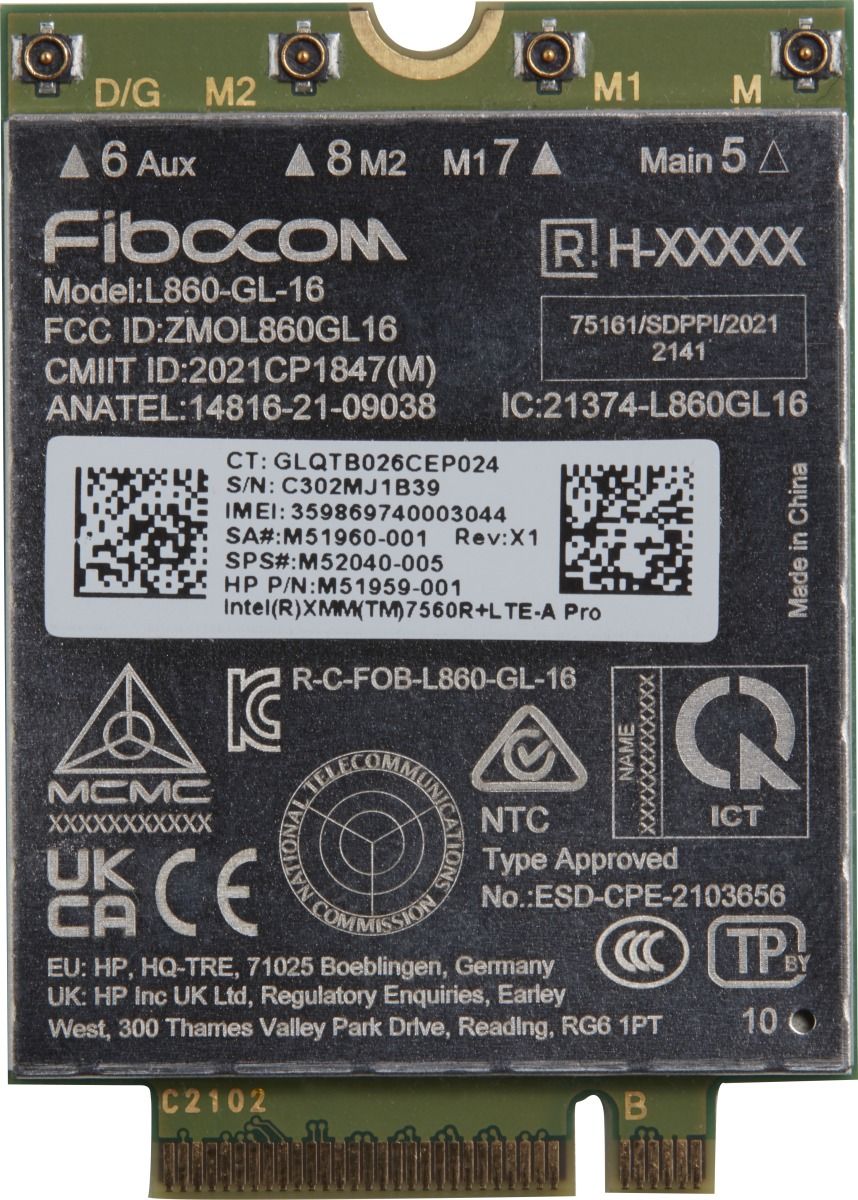 D/G M2 M1 M
▲ 6 Aux ▲ 8 M2 M1 7 ▲ Main 5 △
Fibocom
R H-XXXXX
Model:L860-GL-16
FCC ID:ZMOL860GL16
CMIIT ID:2021CP1847(M)
ANATEL:14816-21-09038
75161/SDPPI/2021
2141
IC:21374-L860GL16
CT: GLQTB026CEP024
S/N: C302MJ1B39
IMEI: 359869740003044
SA#:M51960-001 Rev:X1
SPS#:M52040-005
HP P/N:M51959-001
Intel(R)XMM(TM)7560R+LTE-A Pro
Made in China
MCMC
XXXXXXXXXXXX
R-C-FOB-L860-GL-16
NATIONAL TELECOMMUNICATIONS COMMISSION
NTC
Type Approved
No.:ESD-CPE-2103656
NAME
XXXXXXXXXXXX
ICT
UK
CA
CE
CCC
TP BY
EU: HP, HQ-TRE, 71025 Boeblingen, Germany
UK: HP Inc UK Ltd, Regulatory Enquiries, Earley
West, 300 Thames Valley Park Drive, Reading, RG6 1PT
10
C2102
B